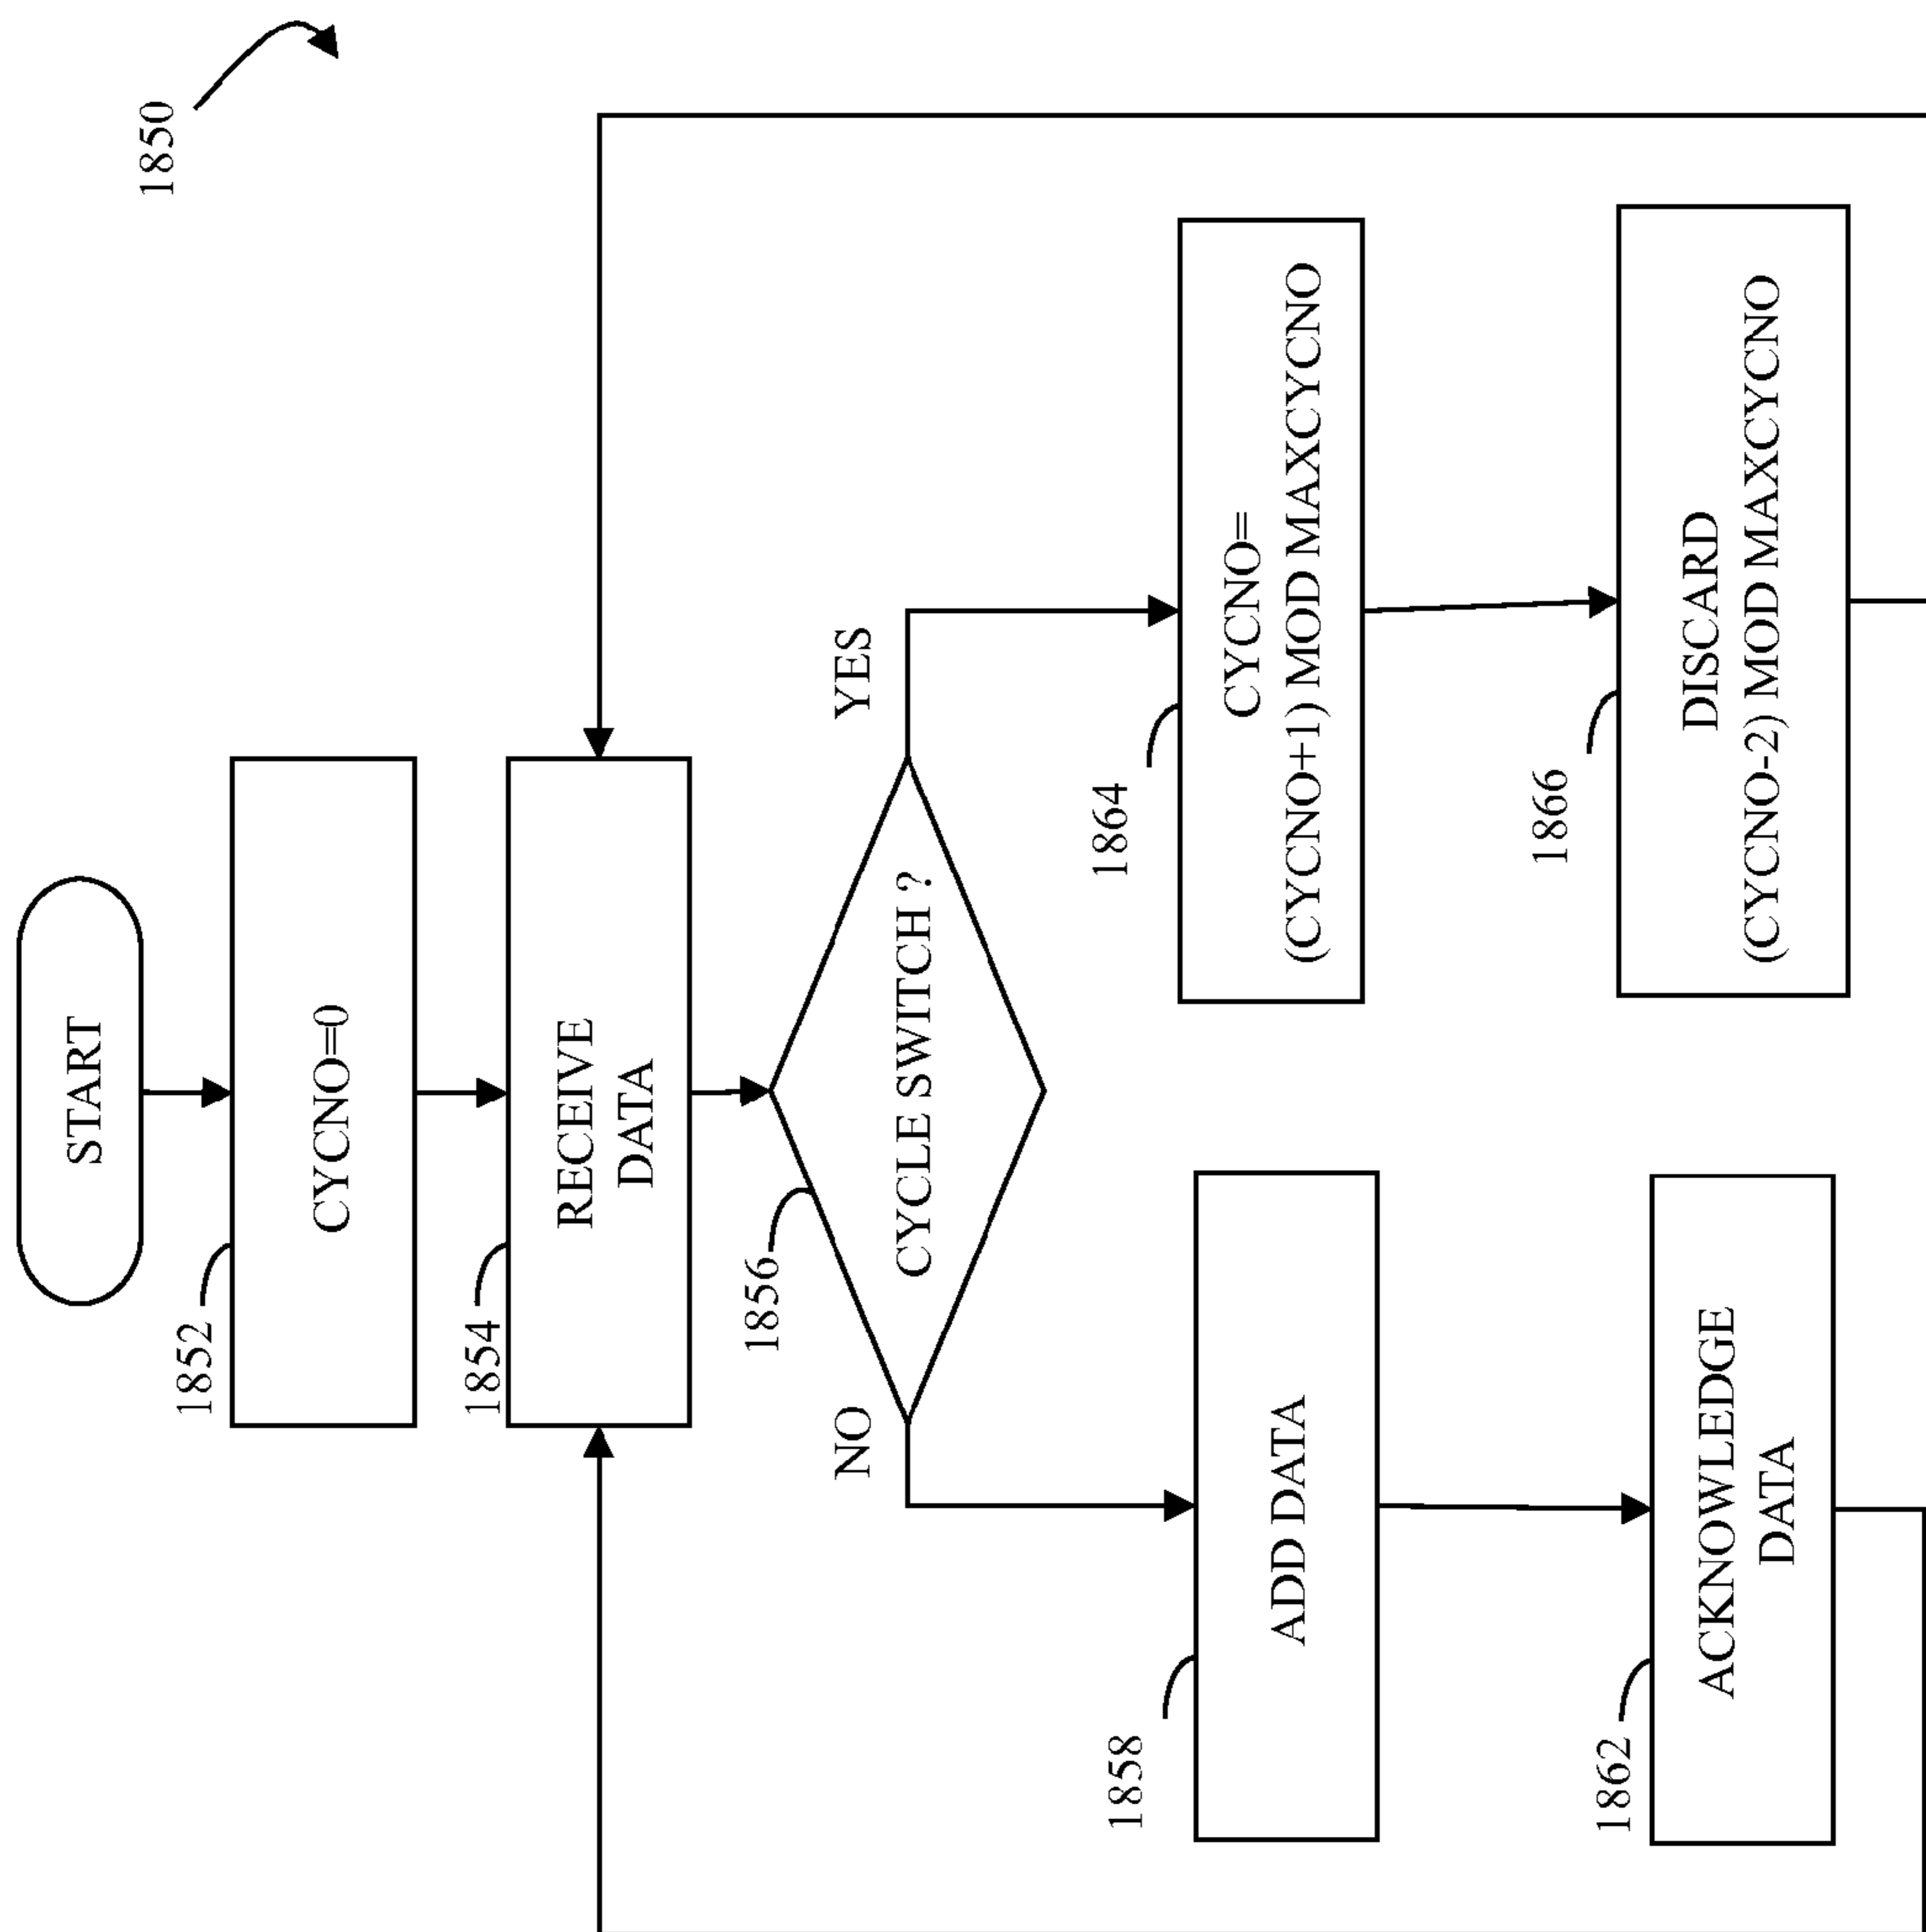 1850
START
1852
CYCNO=0
1854
RECEIVE
DATA
1856
CYCLE SWITCH ?
NO
YES
1858
ADD DATA
1864
CYCNO=
(CYCNO+1) MOD MAXCYCNO
1862
ACKNOWLEDGE
DATA
1866
DISCARD
(CYCNO-2) MOD MAXCYCNO